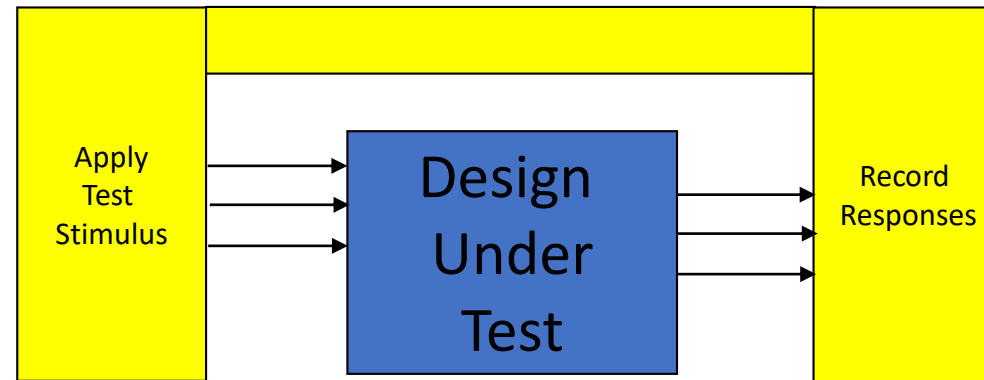 Apply
Test
Stimulus
Design
Under
Test
Record
Responses